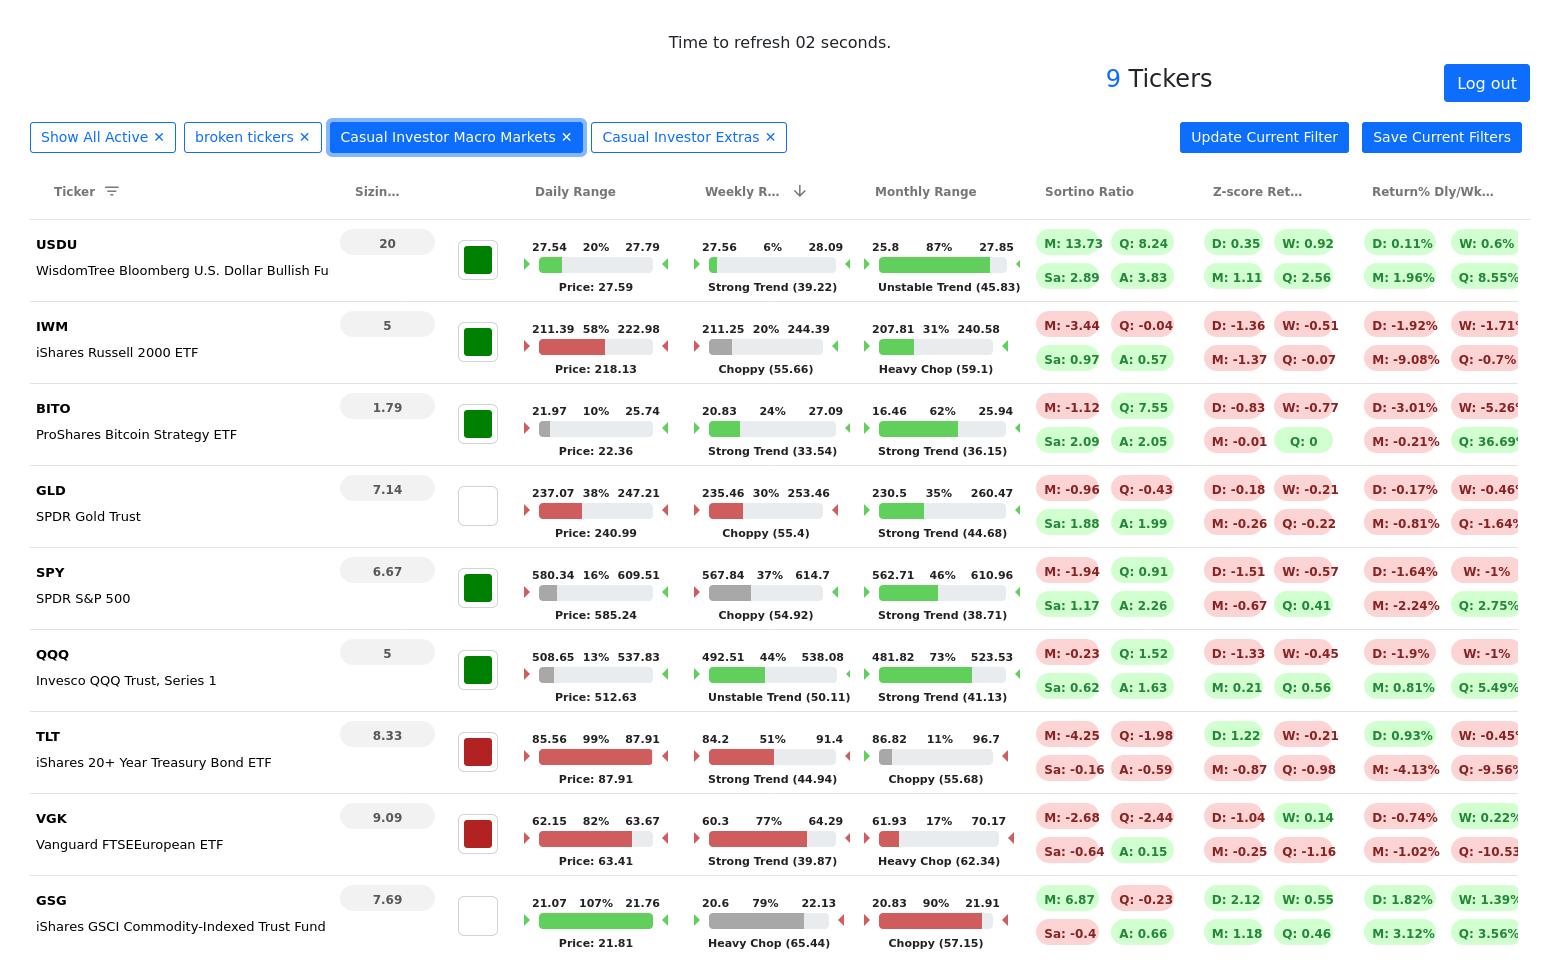 Time to refresh 02 seconds.
9 Tickers
Log out
Show All Active ✕ broken tickers ✕ Casual Investor Macro Markets ✕ Casual Investor Extras ✕ Update Current Filter Save Current Filters
Ticker Sizin... Daily Range Weekly R... Monthly Range Sortino Ratio Z-score Ret... Return% Dly/Wk...
USDU 20 27.54 20% 27.79 27.56 6% 28.09 25.8 87% 27.85 M: 13.73 Q: 8.24 D: 0.35 W: 0.92 D: 0.11% W: 0.6%
WisdomTree Bloomberg U.S. Dollar Bullish Fu Sa: 2.89 A: 3.83 M: 1.11 Q: 2.56 M: 1.96% Q: 8.55%
Price: 27.59 Strong Trend (39.22) Unstable Trend (45.83)
IWM 5 211.39 58% 222.98 211.25 20% 244.39 207.81 31% 240.58 M: -3.44 Q: -0.04 D: -1.36 W: -0.51 D: -1.92% W: -1.71%
iShares Russell 2000 ETF Sa: 0.97 A: 0.57 M: -1.37 Q: -0.07 M: -9.08% Q: -0.7%
Price: 218.13 Choppy (55.66) Heavy Chop (59.1)
BITO 1.79 21.97 10% 25.74 20.83 24% 27.09 16.46 62% 25.94 M: -1.12 Q: 7.55 D: -0.83 W: -0.77 D: -3.01% W: -5.26%
ProShares Bitcoin Strategy ETF Sa: 2.09 A: 2.05 M: -0.01 Q: 0 M: -0.21% Q: 36.69%
Price: 22.36 Strong Trend (33.54) Strong Trend (36.15)
GLD 7.14 237.07 38% 247.21 235.46 30% 253.46 230.5 35% 260.47 M: -0.96 Q: -0.43 D: -0.18 W: -0.21 D: -0.17% W: -0.46%
SPDR Gold Trust Sa: 1.88 A: 1.99 M: -0.26 Q: -0.22 M: -0.81% Q: -1.64%
Price: 240.99 Choppy (55.4) Strong Trend (44.68)
SPY 6.67 580.34 16% 609.51 567.84 37% 614.7 562.71 46% 610.96 M: -1.94 Q: 0.91 D: -1.51 W: -0.57 D: -1.64% W: -1%
SPDR S&P 500 Sa: 1.17 A: 2.26 M: -0.67 Q: 0.41 M: -2.24% Q: 2.75%
Price: 585.24 Choppy (54.92) Strong Trend (38.71)
QQQ 5 508.65 13% 537.83 492.51 44% 538.08 481.82 73% 523.53 M: -0.23 Q: 1.52 D: -1.33 W: -0.45 D: -1.9% W: -1%
Invesco QQQ Trust, Series 1 Sa: 0.62 A: 1.63 M: 0.21 Q: 0.56 M: 0.81% Q: 5.49%
Price: 512.63 Unstable Trend (50.11) Strong Trend (41.13)
TLT 8.33 85.56 99% 87.91 84.2 51% 91.4 86.82 11% 96.7 M: -4.25 Q: -1.98 D: 1.22 W: -0.21 D: 0.93% W: -0.45%
iShares 20+ Year Treasury Bond ETF Sa: -0.16 A: -0.59 M: -0.87 Q: -0.98 M: -4.13% Q: -9.56%
Price: 87.91 Strong Trend (44.94) Choppy (55.68)
VGK 9.09 62.15 82% 63.67 60.3 77% 64.29 61.93 17% 70.17 M: -2.68 Q: -2.44 D: -1.04 W: 0.14 D: -0.74% W: 0.22%
Vanguard FTSEEuropean ETF Sa: -0.64 A: 0.15 M: -0.25 Q: -1.16 M: -1.02% Q: -10.53
Price: 63.41 Strong Trend (39.87) Heavy Chop (62.34)
GSG 7.69 21.07 107% 21.76 20.6 79% 22.13 20.83 90% 21.91 M: 6.87 Q: -0.23 D: 2.12 W: 0.55 D: 1.82% W: 1.39%
iShares GSCI Commodity-Indexed Trust Fund Sa: -0.4 A: 0.66 M: 1.18 Q: 0.46 M: 3.12% Q: 3.56%
Price: 21.81 Heavy Chop (65.44) Choppy (57.15)